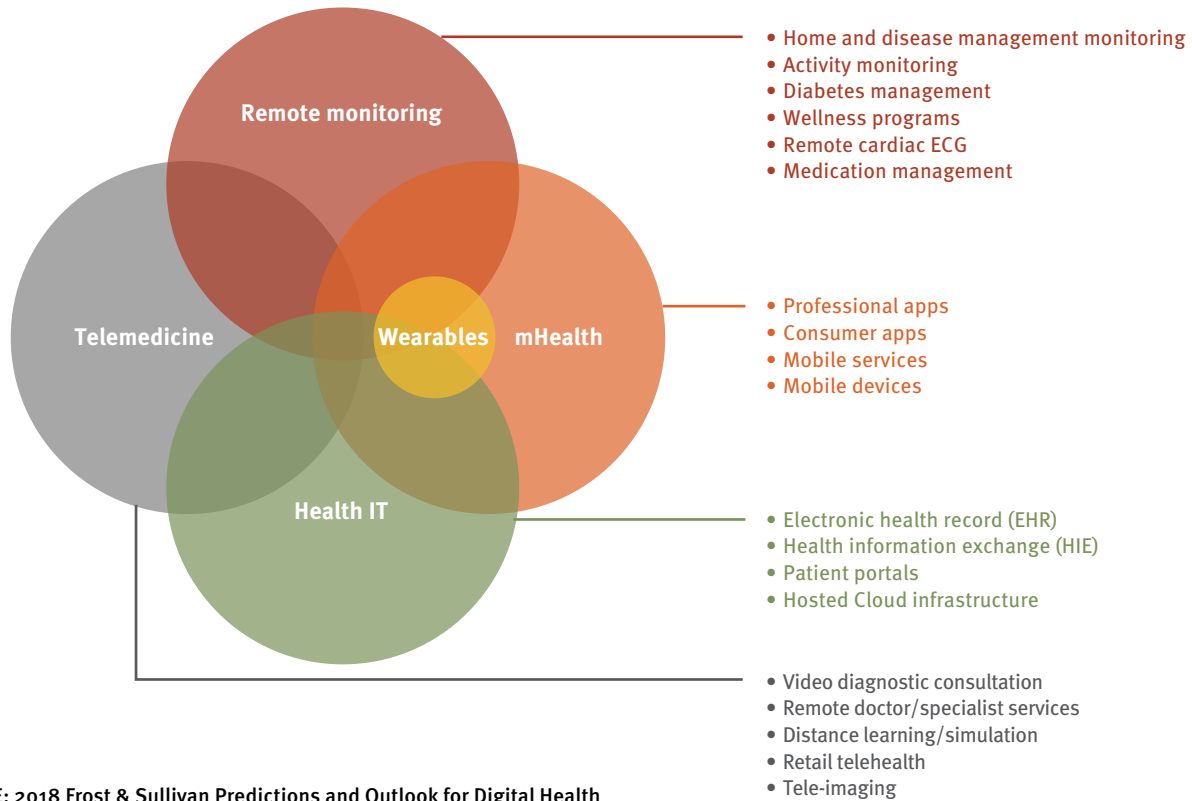 Remote monitoring
Telemedicine
Wearables
mHealth
Health IT
• Home and disease management monitoring
• Activity monitoring
• Diabetes management
• Wellness programs
• Remote cardiac ECG
• Medication management
• Professional apps
• Consumer apps
• Mobile services
• Mobile devices
• Electronic health record (EHR)
• Health information exchange (HIE)
• Patient portals
• Hosted Cloud infrastructure
• Video diagnostic consultation
• Remote doctor/specialist services
• Distance learning/simulation
• Retail telehealth
• Tele-imaging
: 2018 Frost & Sullivan Predictions and Outlook for Digital Health